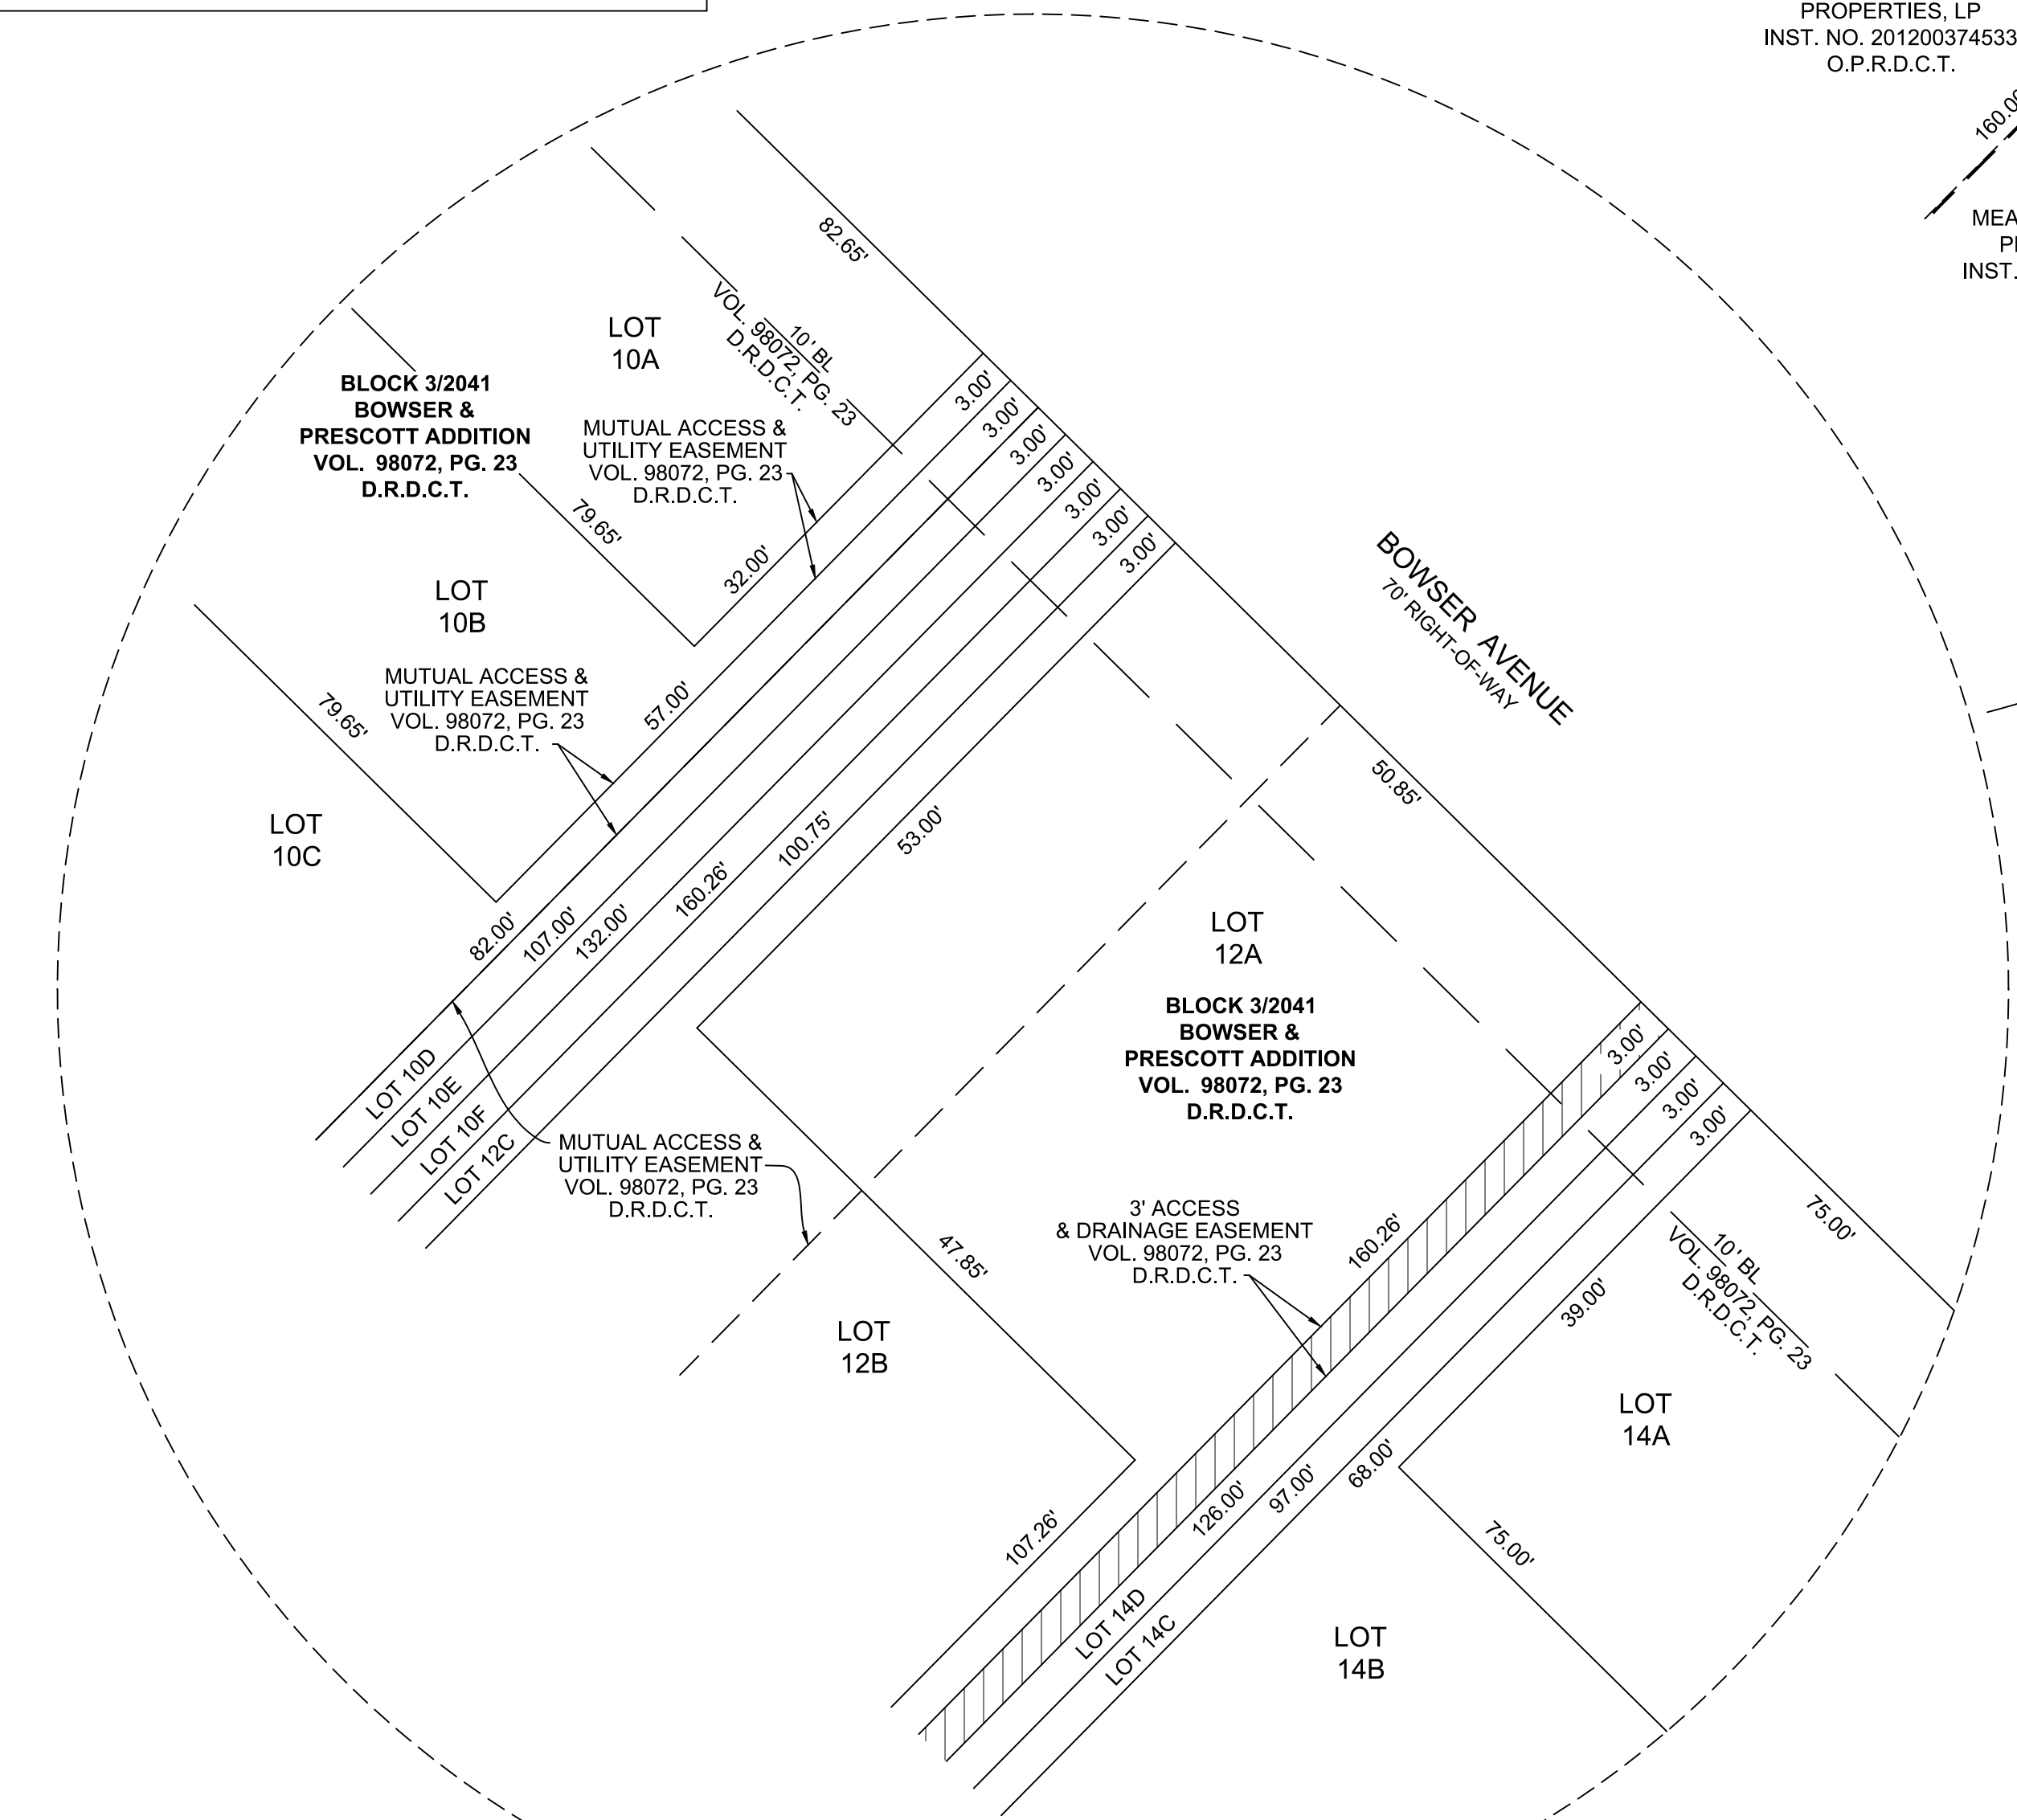 PROPERTIES, LP
INST. NO. 201200374533
O.P.R.D.C.T.
MEA
INST.
82.65'
10' BL
VOL. 98072, PG. 23
D.R.D.C.T.
LOT
10A
BLOCK 3/2041
BOWSER &
PRESCOTT ADDITION
VOL. 98072, PG. 23
D.R.D.C.T.
MUTUAL ACCESS &
UTILITY EASEMENT
VOL. 98072, PG. 23
D.R.D.C.T.
3.00'
3.00'
3.00'
3.00'
3.00'
3.00'
3.00'
79.65'
32.00'
BOWSER AVENUE
70' RIGHT-OF-WAY
LOT
10B
MUTUAL ACCESS &
UTILITY EASEMENT
VOL. 98072, PG. 23
D.R.D.C.T.
79.65'
57.00'
50.85'
LOT
10C
53.00'
100.75'
160.26'
132.00'
107.00'
82.00'
LOT
12A
BLOCK 3/2041
BOWSER &
PRESCOTT ADDITION
VOL. 98072, PG. 23
D.R.D.C.T.
3.00'
3.00'
3.00'
3.00'
LOT 10D
LOT 10E
LOT 10F
LOT 12C
MUTUAL ACCESS &
UTILITY EASEMENT
VOL. 98072, PG. 23
D.R.D.C.T.
3' ACCESS
& DRAINAGE EASEMENT
VOL. 98072, PG. 23
D.R.D.C.T.
160.26'
47.85'
75.00'
10' BL
VOL. 98072, PG. 23
D.R.D.C.T.
39.00'
LOT
12B
LOT
14A
68.00'
97.00'
126.00'
107.26'
75.00'
LOT 14D
LOT 14C
LOT
14B